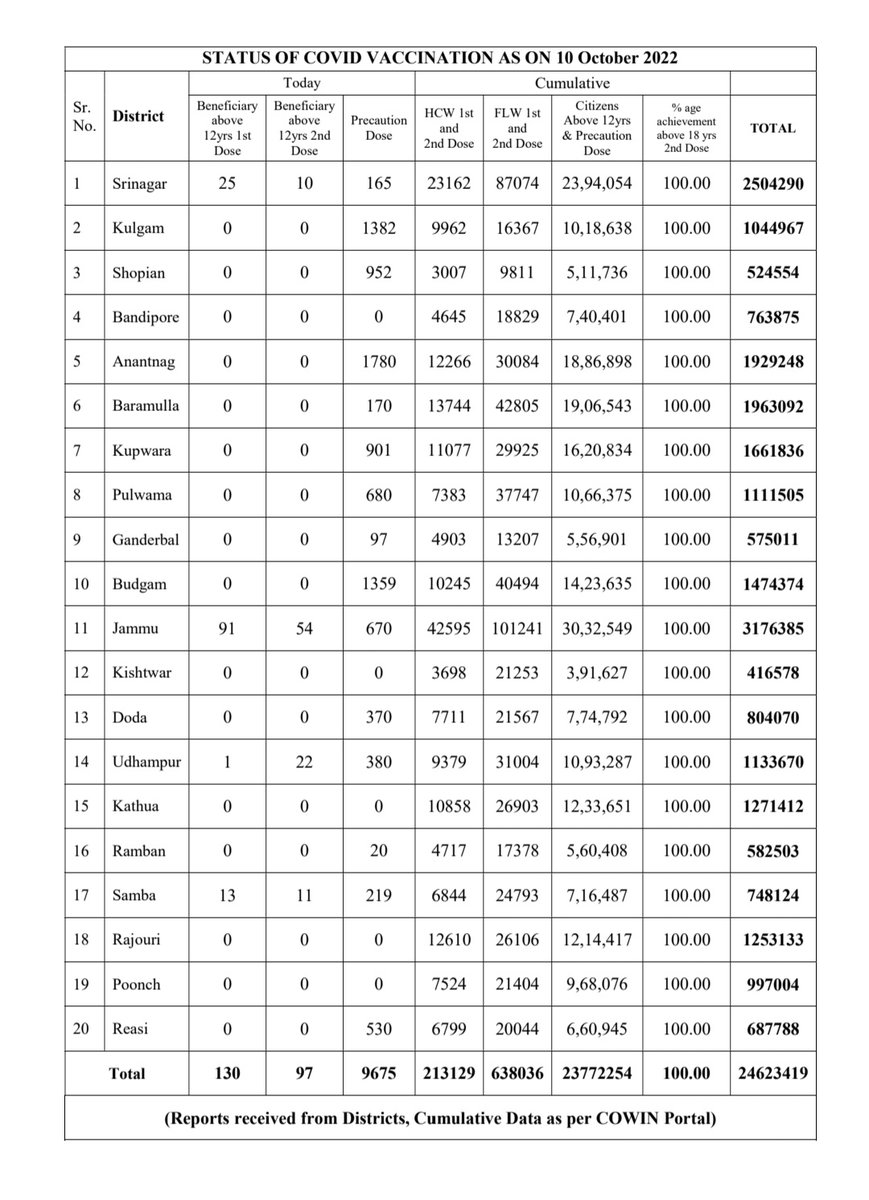 STATUS OF COVID VACCINATION AS ON 10 October 2022
Sr. No. District Today Cumulative
Beneficiary above 12yrs 1st Dose Beneficiary above 12yrs 2nd Dose Precaution Dose HCW 1st and 2nd Dose FLW 1st and 2nd Dose Citizens Above 12yrs & Precaution Dose % age achievement above 18 yrs 2nd Dose TOTAL
1 Srinagar 25 10 165 23162 87074 23,94,054 100.00 2504290
2 Kulgam 0 0 1382 9962 16367 10,18,638 100.00 1044967
3 Shopian 0 0 952 3007 9811 5,11,736 100.00 524554
4 Bandipore 0 0 0 4645 18829 7,40,401 100.00 763875
5 Anantnag 0 0 1780 12266 30084 18,86,898 100.00 1929248
6 Baramulla 0 0 170 13744 42805 19,06,543 100.00 1963092
7 Kupwara 0 0 901 11077 29925 16,20,834 100.00 1661836
8 Pulwama 0 0 680 7383 37747 10,66,375 100.00 1111505
9 Ganderbal 0 0 97 4903 13207 5,56,901 100.00 575011
10 Budgam 0 0 1359 10245 40494 14,23,635 100.00 1474374
11 Jammu 91 54 670 42595 101241 30,32,549 100.00 3176385
12 Kishtwar 0 0 0 3698 21253 3,91,627 100.00 416578
13 Doda 0 0 370 7711 21567 7,74,792 100.00 804070
14 Udhampur 1 22 380 9379 31004 10,93,287 100.00 1133670
15 Kathua 0 0 0 10858 26903 12,33,651 100.00 1271412
16 Ramban 0 0 20 4717 17378 5,60,408 100.00 582503
17 Samba 13 11 219 6844 24793 7,16,487 100.00 748124
18 Rajouri 0 0 0 12610 26106 12,14,417 100.00 1253133
19 Poonch 0 0 0 7524 21404 9,68,076 100.00 997004
20 Reasi 0 0 530 6799 20044 6,60,945 100.00 687788
Total 130 97 9675 213129 638036 23772254 100.00 24623419
(Reports received from Districts, Cumulative Data as per COWIN Portal)